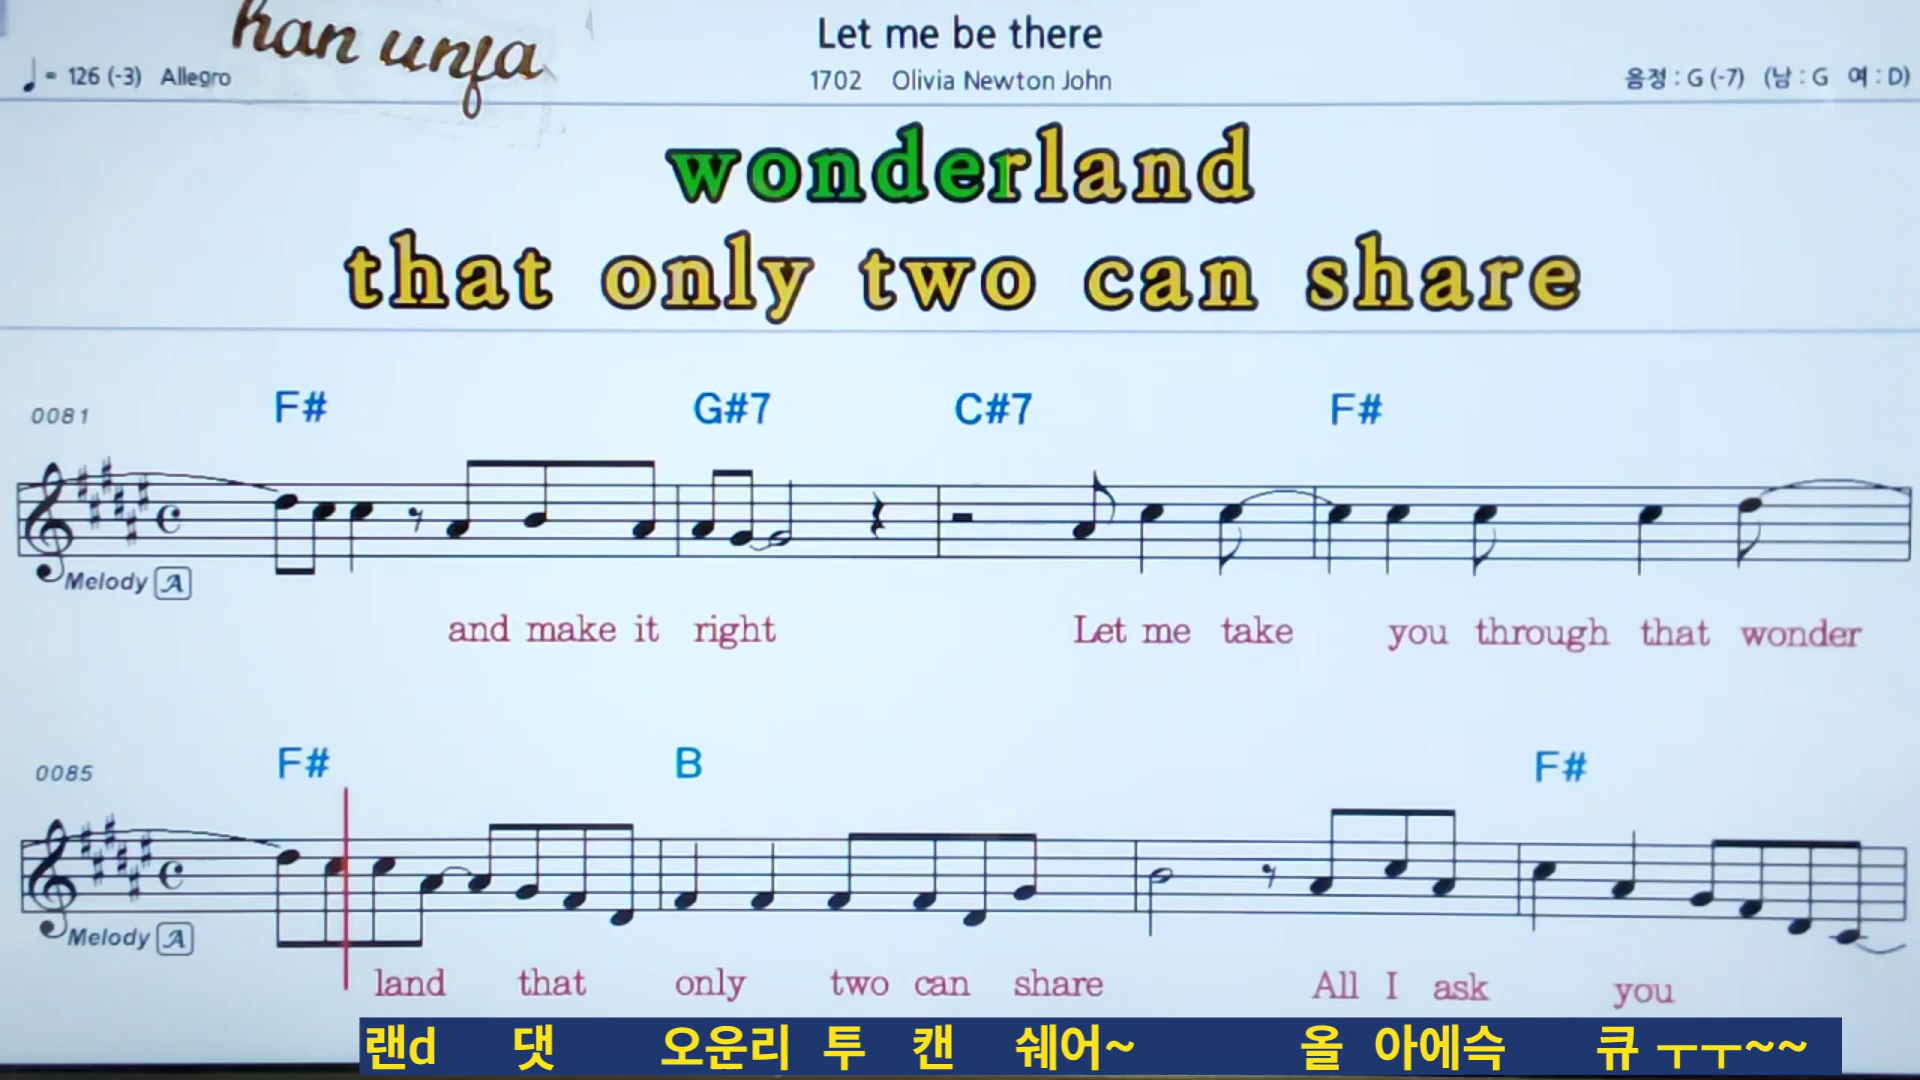 han unja
Let me be there
♩= 126 (-3) Allegro
1702 Olivia Newton John
음정 : G (-7) (남 : G 여 : D)
wonderland
that only two can share
0081 F# G#7 C#7 F#
Melody A
and make it right Let me take you through that wonder
0085 F# B F#
Melody A
land that only two can share All I ask you
랜d 댓 오운리 투 캔 쉐어~ 올 아에슥 큐 ㅜㅜ~~